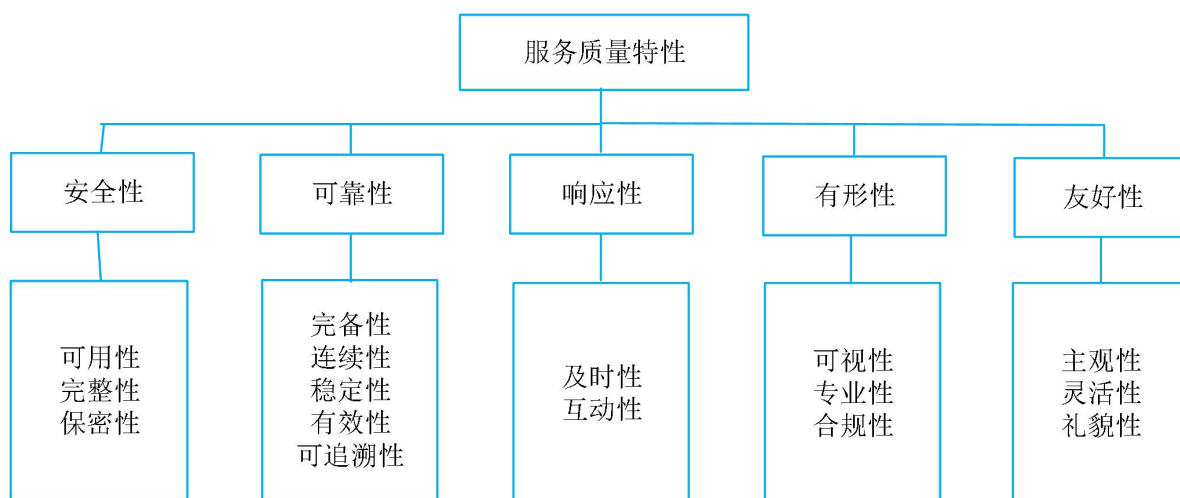 服务质量特性
安全性
可靠性
响应性
有形性
友好性
可用性
完整性
保密性
完备性
连续性
稳定性
有效性
可追溯性
及时性
互动性
可视性
专业性
合规性
主观性
灵活性
礼貌性